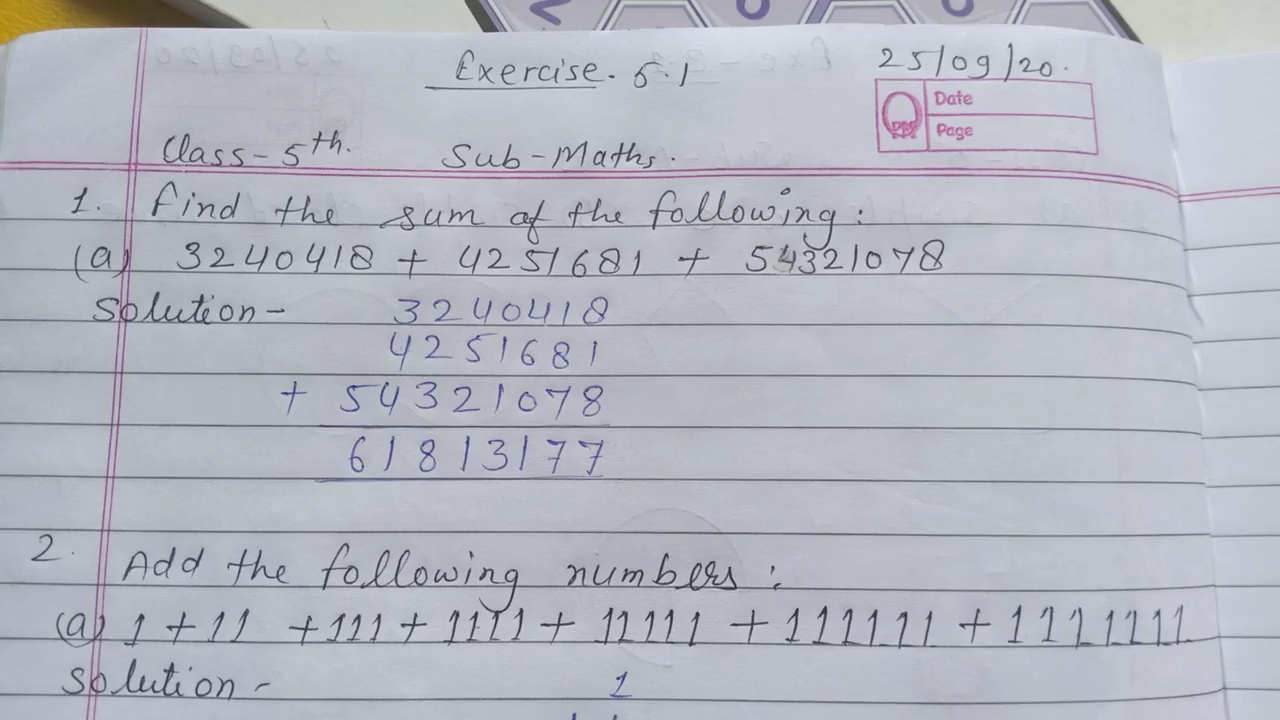 Exercise. 5.1
25/09/20.
Date
Page
Class - 5th.
Sub - Maths.
1. Find the sum of the following :
(a) 3240418 + 4251681 + 54321078
Solution -
3240418
4251681
+ 54321078
61813177
2. Add the following numbers :
(a) 1 + 11 + 111 + 1111 + 11111 + 111111 + 1111111
Solution -
1